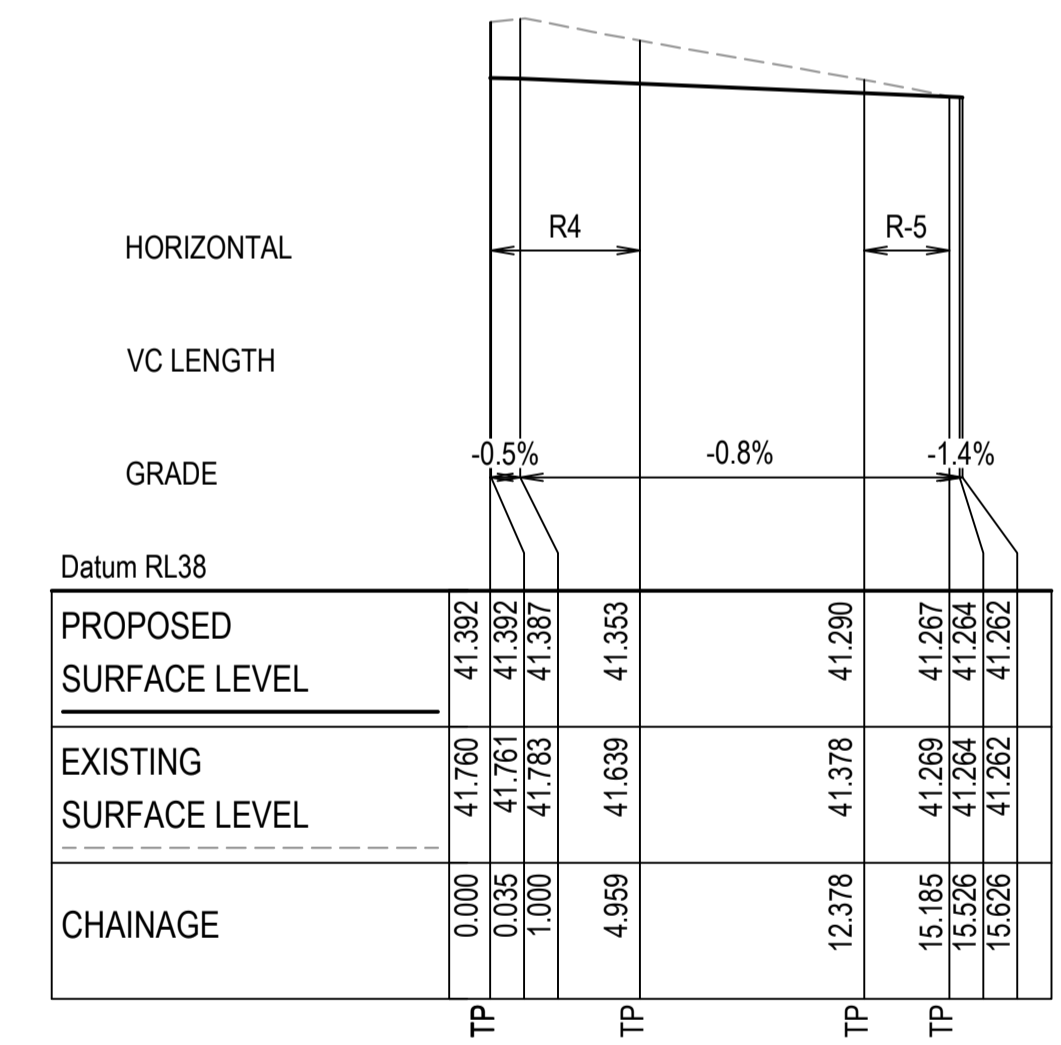 R4
R-5
HORIZONTAL
VC LENGTH
-0.5%
-0.8%
-1.4%
GRADE
Datum RL38
PROPOSED
SURFACE LEVEL
41.392
41.392
41.387
41.353
41.290
41.267
41.264
41.262
EXISTING
SURFACE LEVEL
41.760
41.761
41.783
41.639
41.378
41.269
41.264
41.262
CHAINAGE
0.000
0.035
1.000
4.959
12.378
15.185
15.526
15.626
TP
TP
TP
TP